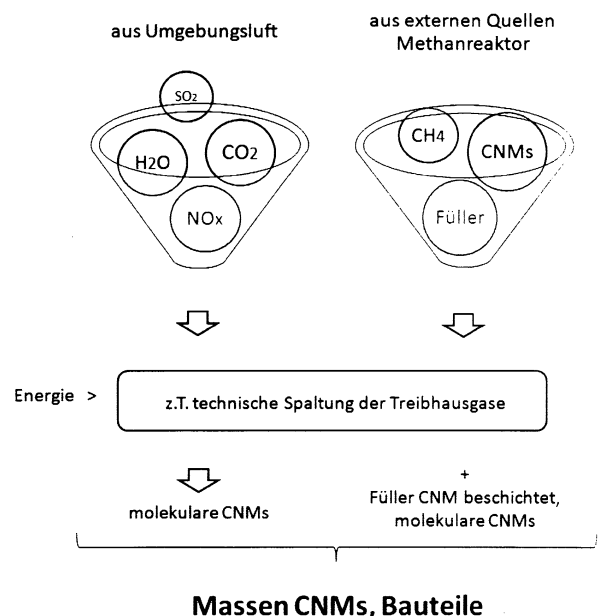 aus Umgebungsluft
aus externen Quellen
Methanreaktor
SO2
H2O
CO2
NOx
CH4
CNMs
Füller
Energie >
z.T. technische Spaltung der Treibhausgase
molekulare CNMs
+
Füller CNM beschichtet,
molekulare CNMs
Massen CNMs, Bauteile